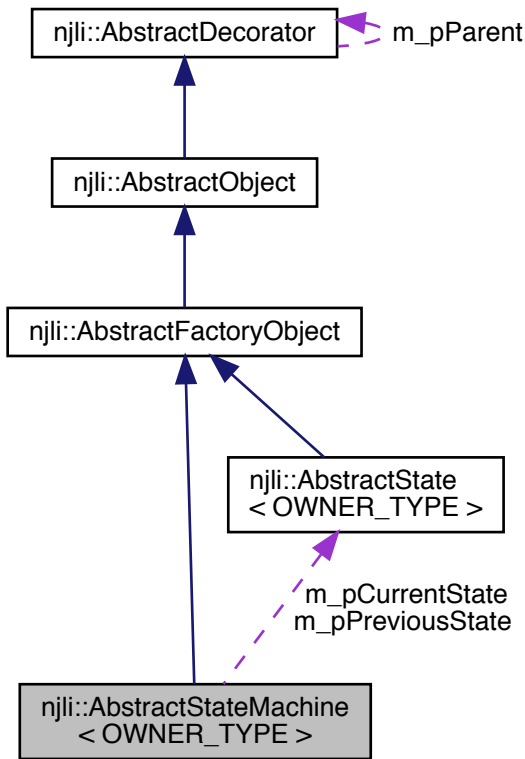 njli::AbstractDecorator
m_pParent
njli::AbstractObject
njli::AbstractFactoryObject
njli::AbstractState
< OWNER_TYPE >
m_pCurrentState
m_pPreviousState
njli::AbstractStateMachine
< OWNER_TYPE >